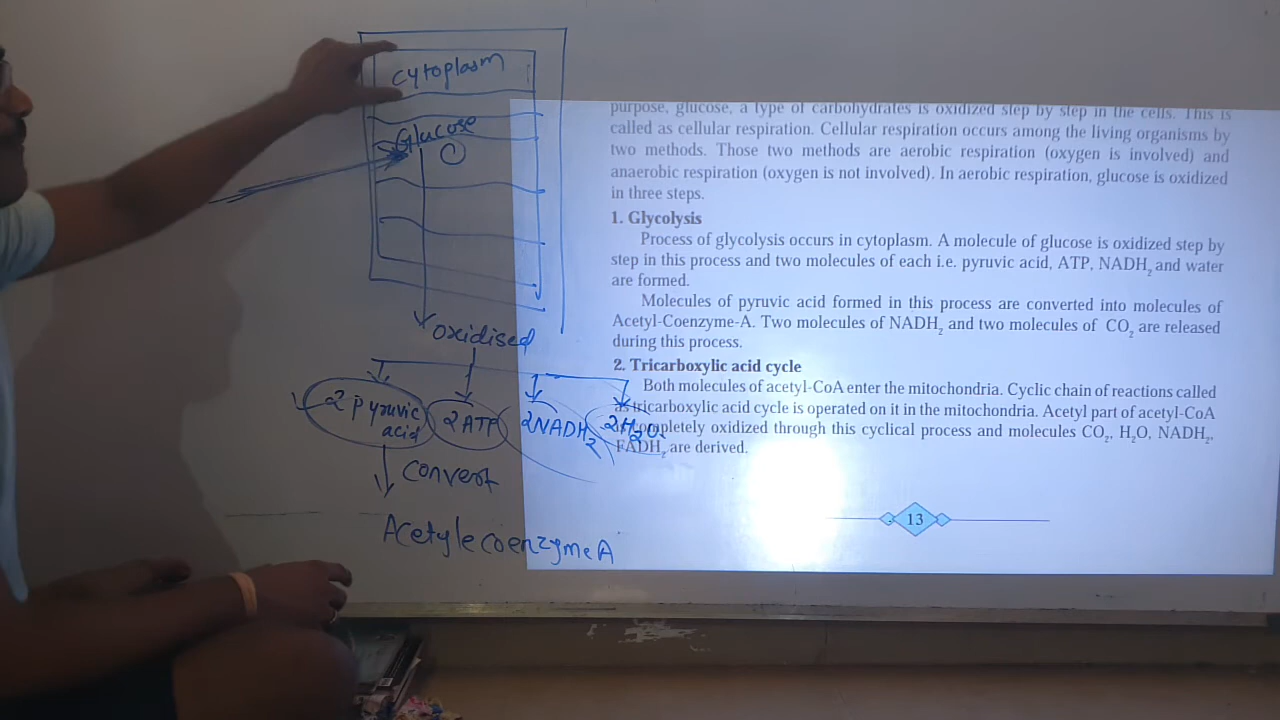 cytoplasm
Glucose
oxidised
2 Pyruvic acid
2 ATP
2NADH2
2H2O
convert
Acetylecoenzyme A
purpose, glucose, a type of carbohydrates is oxidized step by step in the cells. This is
called as cellular respiration. Cellular respiration occurs among the living organisms by
two methods. Those two methods are aerobic respiration (oxygen is involved) and
anaerobic respiration (oxygen is not involved). In aerobic respiration, glucose is oxidized
in three steps.
1. Glycolysis
Process of glycolysis occurs in cytoplasm. A molecule of glucose is oxidized step by
step in this process and two molecules of each i.e. pyruvic acid, ATP, NADH2 and water
are formed.
Molecules of pyruvic acid formed in this process are converted into molecules of
Acetyl-Coenzyme-A. Two molecules of NADH2 and two molecules of CO2 are released
during this process.
2. Tricarboxylic acid cycle
Both molecules of acetyl-CoA enter the mitochondria. Cyclic chain of reactions called
as tricarboxylic acid cycle is operated on it in the mitochondria. Acetyl part of acetyl-CoA
completely oxidized through this cyclical process and molecules CO2, H2O, NADH2,
FADH2 are derived.
13